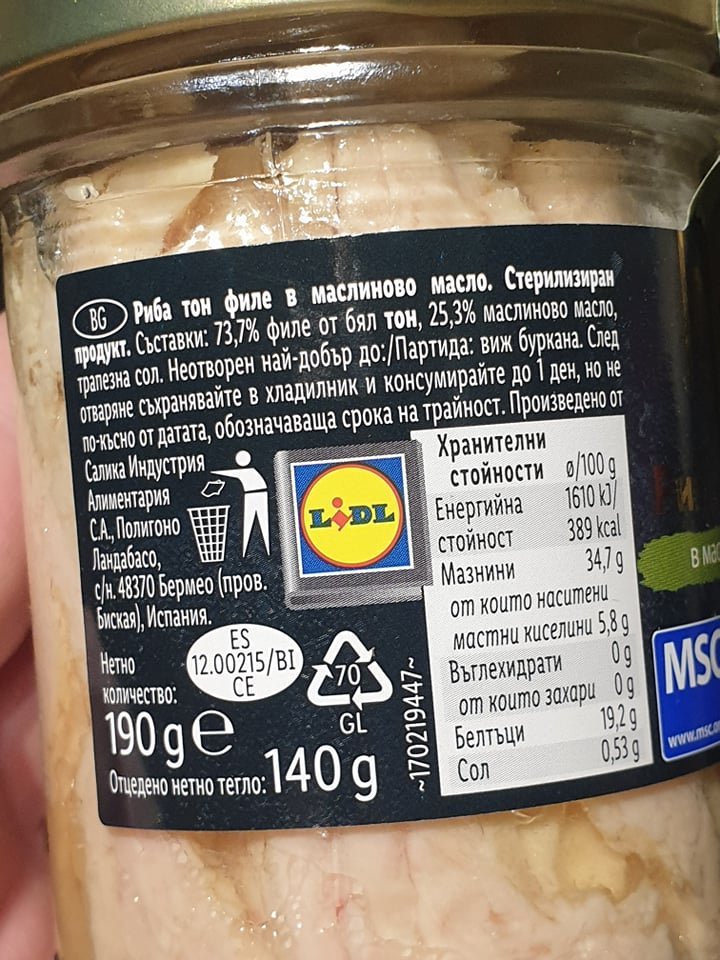 BG Риба тон филе в маслиново масло. Стерилизиран
продукт. Съставки: 73,7% филе от бял тон, 25,3% маслиново масло,
трапезна сол. Неотворен най-добър до:/Партида: виж буркана. След
отваряне съхранявайте в хладилник и консумирайте до 1 ден, но не
по-късно от датата, обозначаваща срока на трайност. Произведено от
Салика Индустрия
Алиментария
С.А., Полигоно
Ландабасо,
с/н. 48370 Бермео (пров.
Биская), Испания.
LIDL
Хранителни
стойности ø/100 g
Енергийна 1610 kJ/
стойност 389 kcal
Мазнини 34,7 g
от които наситени
мастни киселини 5,8 g
Въглехидрати 0 g
от които захари 0 g
Белтъци 19,2 g
Сол 0,53 g
Нетно
количество:
190 g e
ES
12.00215/BI
CE
70
GL
Отцедено нетно тегло: 140 g
~170219447~
в мас
MSC
www.msc.o